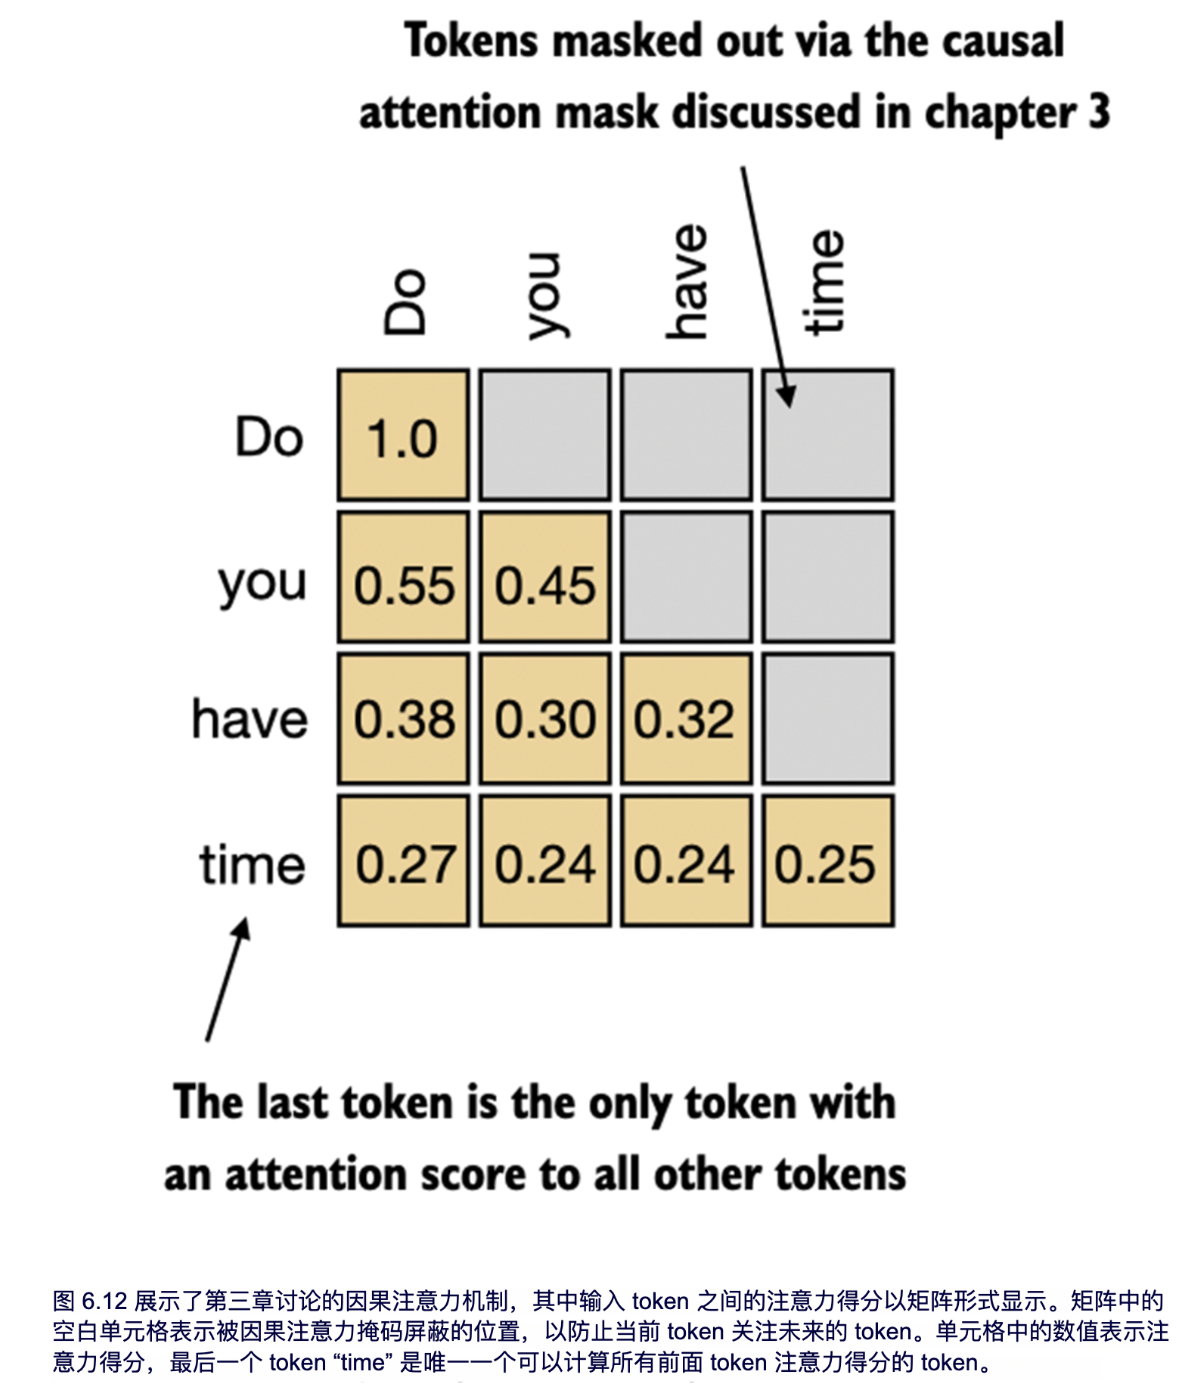 Tokens masked out via the causal
attention mask discussed in chapter 3
Do
you
have
time
Do 1.0
you 0.55 0.45
have 0.38 0.30 0.32
time 0.27 0.24 0.24 0.25
The last token is the only token with
an attention score to all other tokens
图 6.12 展示了第三章讨论的因果注意力机制，其中输入 token 之间的注意力得分以矩阵形式显示。矩阵中的
空白单元格表示被因果注意力掩码屏蔽的位置，以防止当前 token 关注未来的 token。单元格中的数值表示注
意力得分，最后一个 token “time” 是唯一一个可以计算所有前面 token 注意力得分的 token。